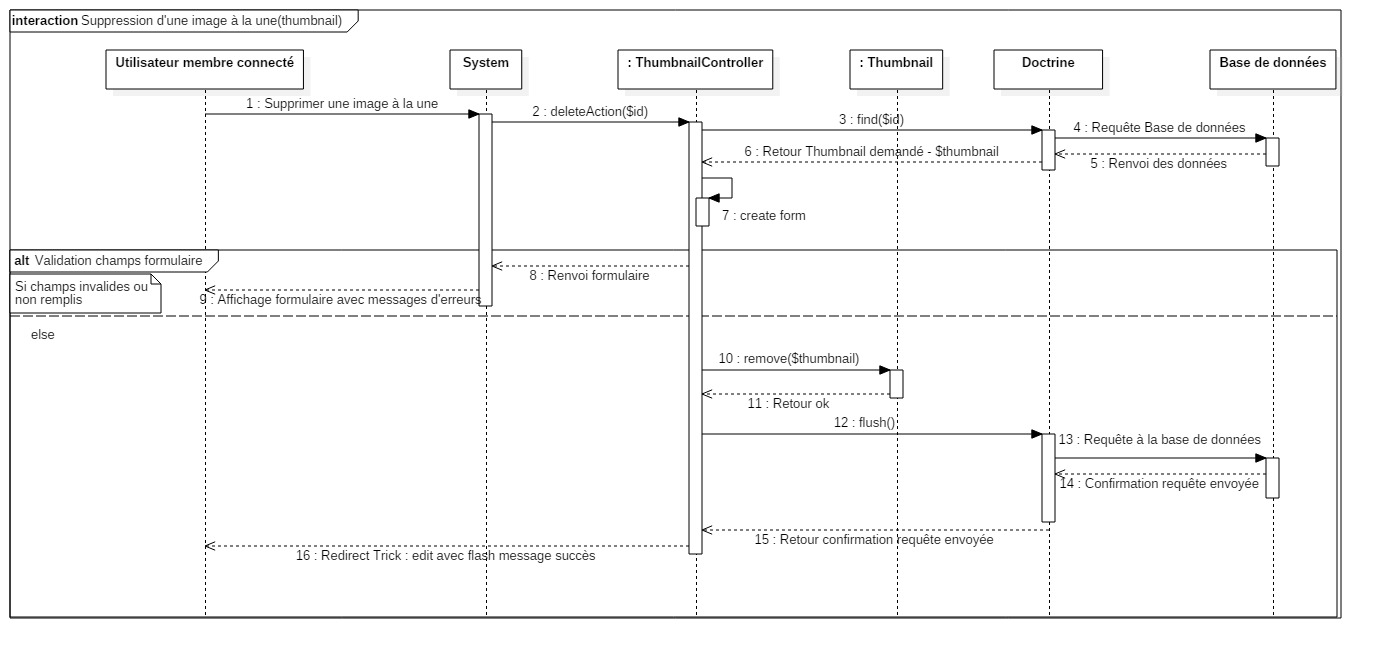 interaction Suppression d'une image à la une(thumbnail)
Utilisateur membre connecté
System
: ThumbnailController
: Thumbnail
Doctrine
Base de données
1 : Supprimer une image à la une
2 : deleteAction($id)
3 : find($id)
4 : Requête Base de données
5 : Renvoi des données
6 : Retour Thumbnail demandé - $thumbnail
7 : create form
alt Validation champs formulaire
Si champs invalides ou
non remplis
8 : Renvoi formulaire
9 : Affichage formulaire avec messages d'erreurs
else
10 : remove($thumbnail)
11 : Retour ok
12 : flush()
13 : Requête à la base de données
14 : Confirmation requête envoyée
15 : Retour confirmation requête envoyée
16 : Redirect Trick : edit avec flash message succès